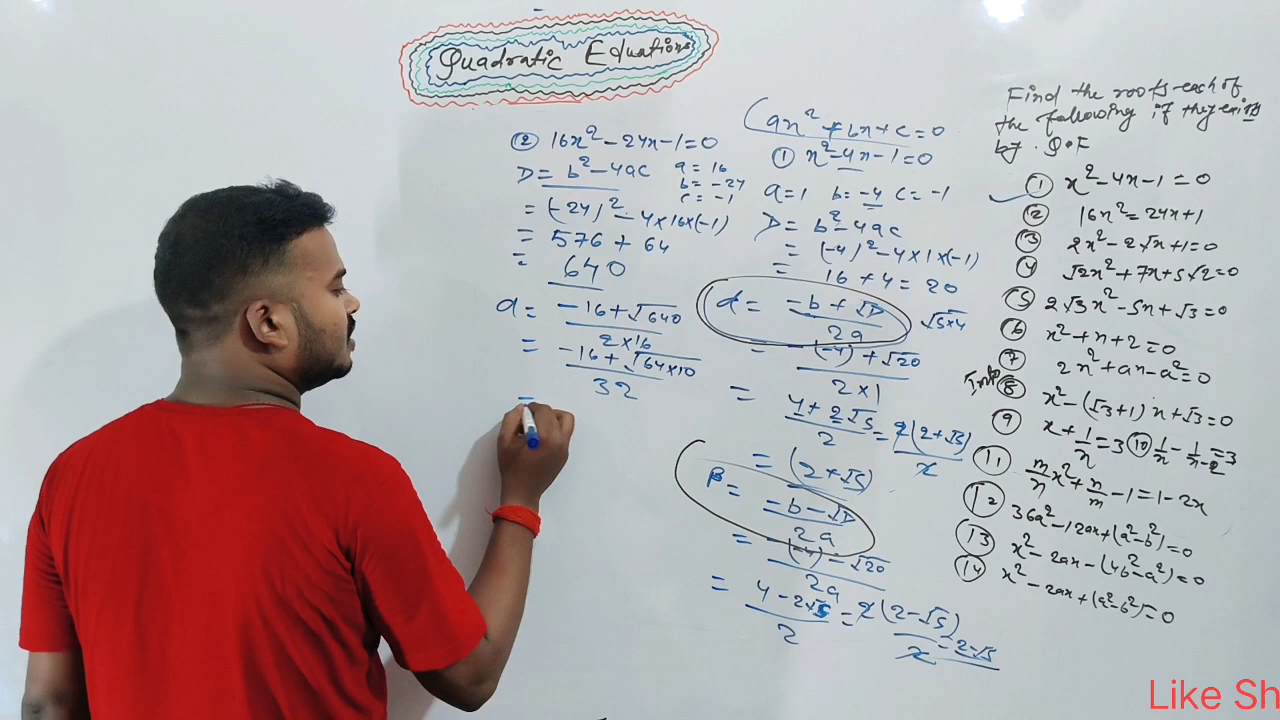 Quadratic Equations
② 16x² - 24x - 1 = 0
D = b² - 4ac
a = 16
b = -24
c = -1
= (-24)² - 4×16×(-1)
= 576 + 64
= 640
α = -16 + √640 / 2×16
= -16 + √64×10 / 32
=
ax² + bx + c = 0
① x² - 4x - 1 = 0
a = 1 b = -4 c = -1
D = b² - 4ac
= (-4)² - 4×1×(-1)
= 16 + 4 = 20
α = -b + √D / 2a
√5×4
= -(-4) + √20 / 2×1
= 4 + 2√5 / 2 = 2(2+√5) / 2
= (2+√5)
β = -b - √D / 2a
= -(-4) - √20 / 2a
= 4 - 2√5 / 2 = 2(2-√5) / 2 = 2-√5
Find the roots each of
the following if they exists
by Q.F
① x² - 4x - 1 = 0
② 16x² = 24x + 1
③ 2x² - 2√x + 1 = 0
④ √2x² + 7x + 5√2 = 0
⑤ 2√3x² - 5x + √3 = 0
⑥ x² + x + 2 = 0
⑦ 2x² + ax - a² = 0
⑧ x² - (√3+1)x + √3 = 0
⑨ x + 1/x = 3 ⑩ 1/x - 1/x-2 = 3
⑪ m/n x² + n/m - 1 = 1 - 2x
⑫ 36a² - 12ax + (a² - b²) = 0
⑬ x² - 2ax - (4b² - a²) = 0
⑭ x² - 2ax + (a² - b²) = 0
Like Sh